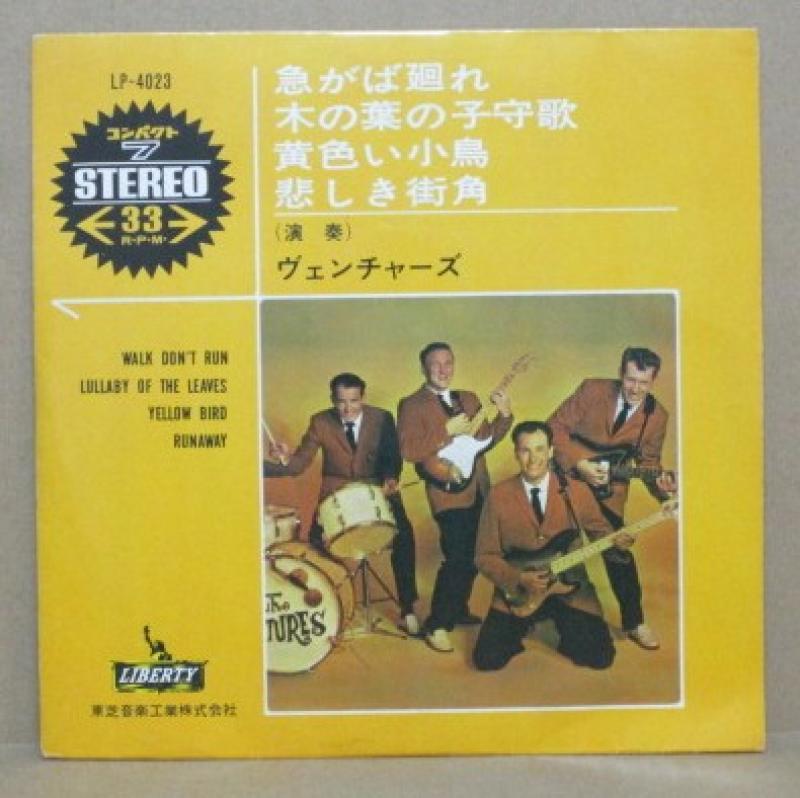 LP-4023
コンパクト
7
STEREO
33
R・P・M・
急がば廻れ
木の葉の子守歌
黄色い小鳥
悲しき街角
(演 奏)
ヴェンチャーズ
WALK DON'T RUN
LULLABY OF THE LEAVES
YELLOW BIRD
RUNAWAY
The
TURES
LIBERTY
東芝音楽工業株式会社